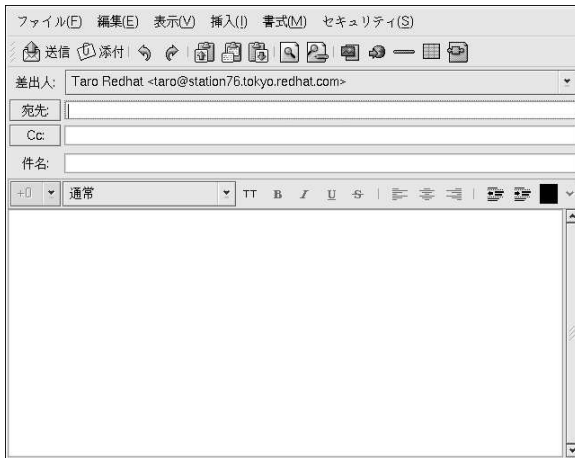 ファイル(F) 編集(E) 表示(V) 挿入(I) 書式(M) セキュリティ(S)
送信 添付
差出人: Taro Redhat <taro@station76.tokyo.redhat.com>
宛先:
Cc:
件名:
+0 通常 TT B I U S